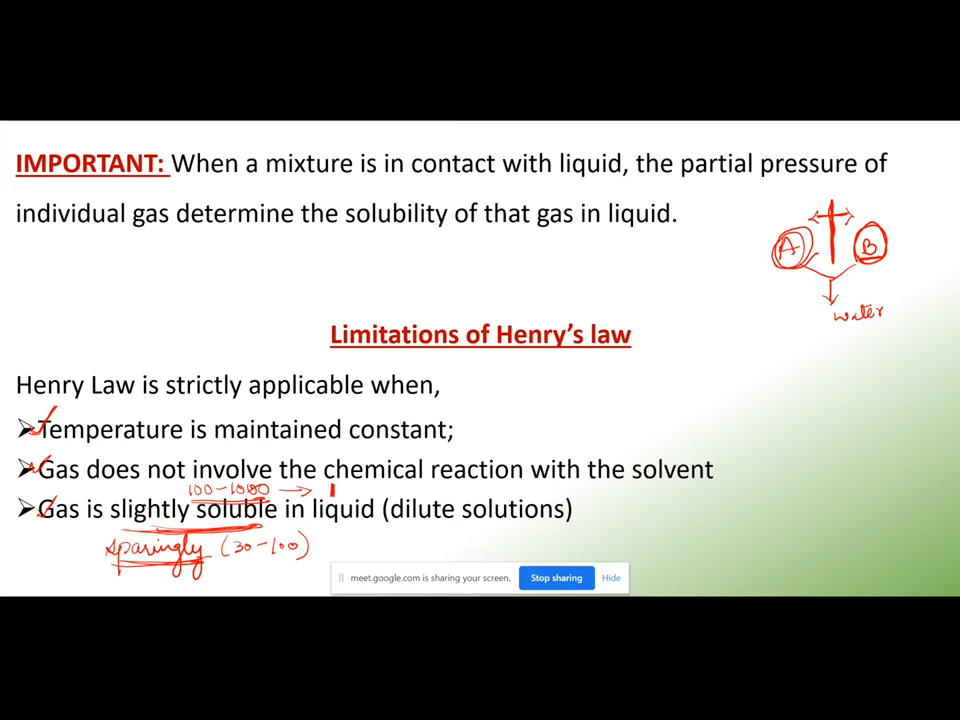 IMPORTANT: When a mixture is in contact with liquid, the partial pressure of
individual gas determine the solubility of that gas in liquid.
A B
water
Limitations of Henry's law
Henry Law is strictly applicable when,
➢Temperature is maintained constant;
➢Gas does not involve the chemical reaction with the solvent
100-1000 → 1
➢Gas is slightly soluble in liquid (dilute solutions)
sparingly (30-100)
meet.google.com is sharing your screen. Stop sharing Hide